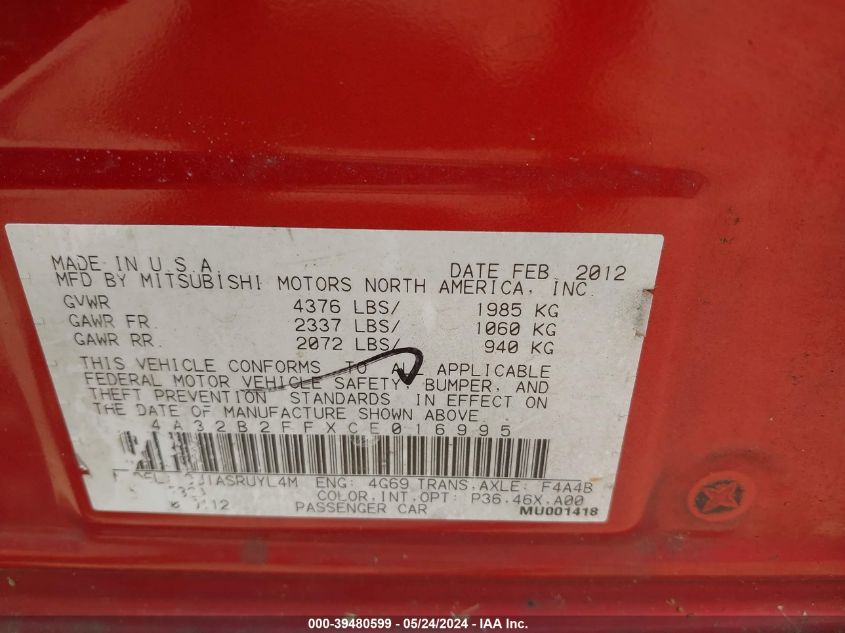 MADE IN U.S.A DATE FEB. 2012
MFD BY MITSUBISHI MOTORS NORTH AMERICA, INC.
GVWR 4376 LBS/ 1985 KG
GAWR FR. 2337 LBS/ 1060 KG
GAWR RR. 2072 LBS/ 940 KG
THIS VEHICLE CONFORMS TO ALL APPLICABLE
FEDERAL MOTOR VEHICLE SAFETY, BUMPER, AND
THEFT PREVENTION STANDARDS IN EFFECT ON
THE DATE OF MANUFACTURE SHOWN ABOVE
4A32B2FFXCE016995
ASRUYL4M ENG: 4G69 TRANS.AXLE: F4A4B
COLOR,INT,OPT: P36.46X.A00
12 PASSENGER CAR MU001418
000-39480599 - 05/24/2024 - IAA Inc.